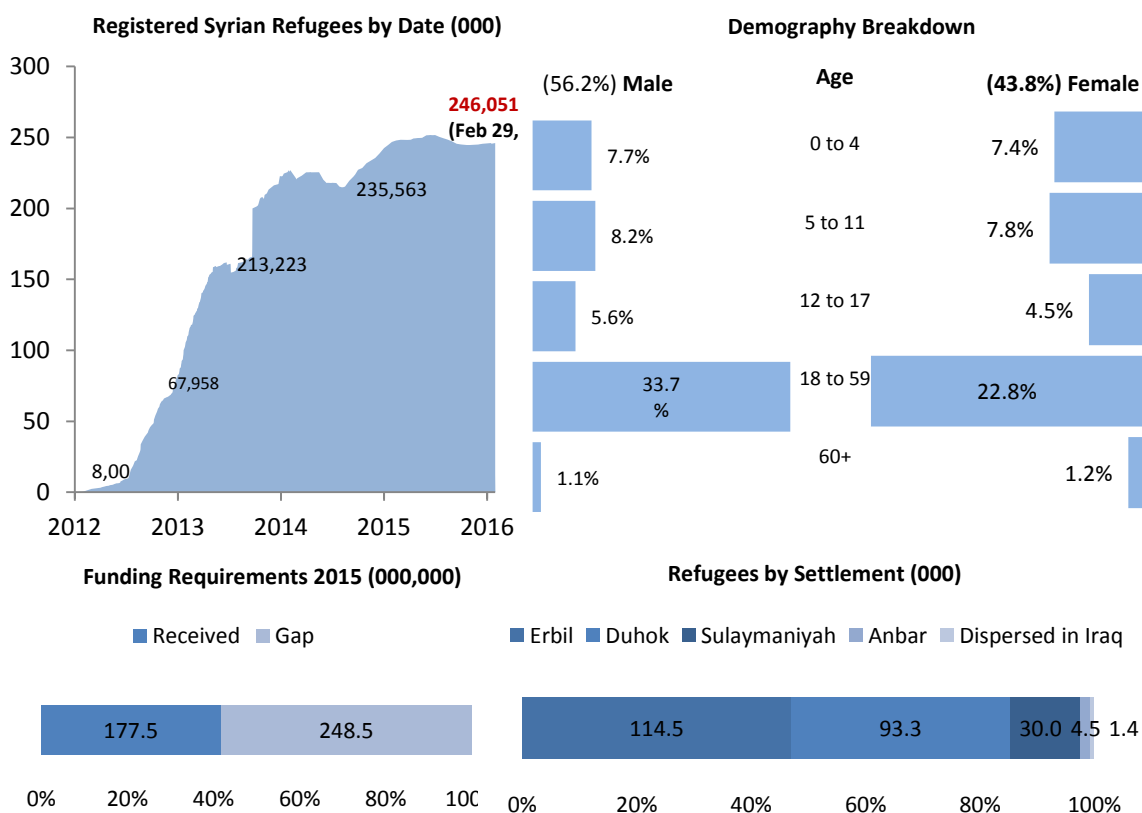 Registered Syrian Refugees by Date (000)
300
250
200
150
100
50
0
246,051
(Feb 29,
235,563
213,223
67,958
8,00
2012 2013 2014 2015 2016
Demography Breakdown
(56.2%) Male Age (43.8%) Female
7.7% 0 to 4 7.4%
8.2% 5 to 11 7.8%
5.6% 12 to 17 4.5%
33.7
% 18 to 59 22.8%
1.1% 60+ 1.2%
Funding Requirements 2015 (000,000)
Received Gap
177.5 248.5
0% 20% 40% 60% 80% 100
Refugees by Settlement (000)
Erbil Duhok Sulaymaniyah Anbar Dispersed in Iraq
114.5 93.3 30.0 4.5 1.4
0% 20% 40% 60% 80% 100%